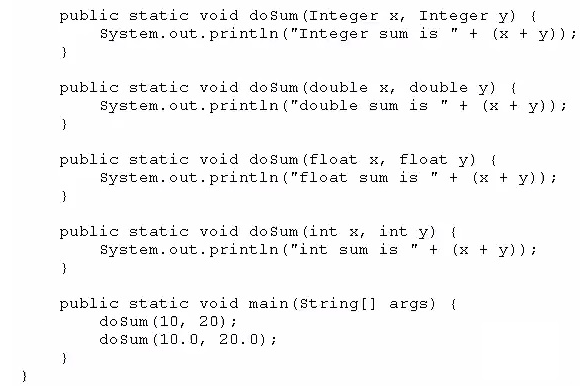 public static void doSum(Integer x, Integer y) {
System.out.println("Integer sum is " + (x + y));
}
public static void doSum(double x, double y) {
System.out.println("double sum is " + (x + y));
}
public static void doSum(float x, float y) {
System.out.println("float sum is " + (x + y));
}
public static void doSum(int x, int y) {
System.out.println("int sum is " + (x + y));
}
public static void main(String[] args) {
doSum(10, 20);
doSum(10.0, 20.0);
}
}